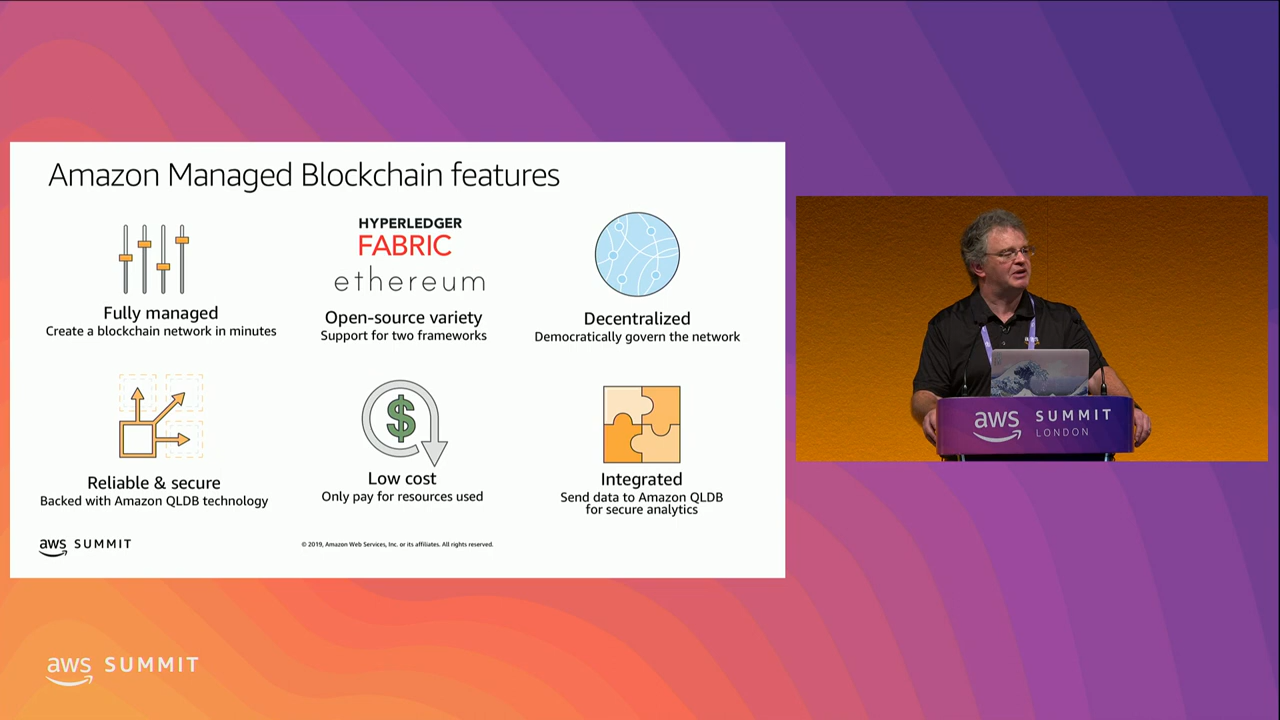 Amazon Managed Blockchain features
Fully managed
Create a blockchain network in minutes
HYPERLEDGER
FABRIC
ethereum
Open-source variety
Support for two frameworks
Decentralized
Democratically govern the network
Reliable & secure
Backed with Amazon QLDB technology
$
Low cost
Only pay for resources used
Integrated
Send data to Amazon QLDB
for secure analytics
aws SUMMIT
© 2019, Amazon Web Services, Inc. or its affiliates. All rights reserved.
aws SUMMIT
LONDON
aws SUMMIT